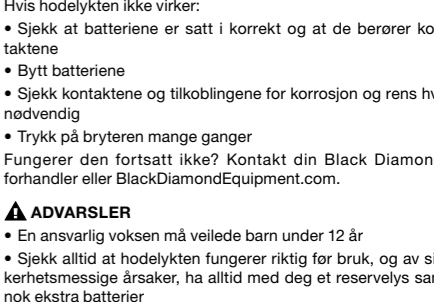 Hvis hodelykten ikke virker:
• Sjekk at batteriene er satt i korrekt og at de berører ko
taktene
• Bytt batteriene
• Sjekk kontaktene og tilkoblingene for korrosjon og rens hv
nødvendig
• Trykk på bryteren mange ganger
Fungerer den fortsatt ikke? Kontakt din Black Diamon
forhandler eller BlackDiamondEquipment.com.
ADVARSLER
• En ansvarlig voksen må veilede barn under 12 år
• Sjekk alltid at hodelykten fungerer riktig før bruk, og av si
kerhetsmessige årsaker, ha alltid med deg et reservelys sa
nok ekstra batterier